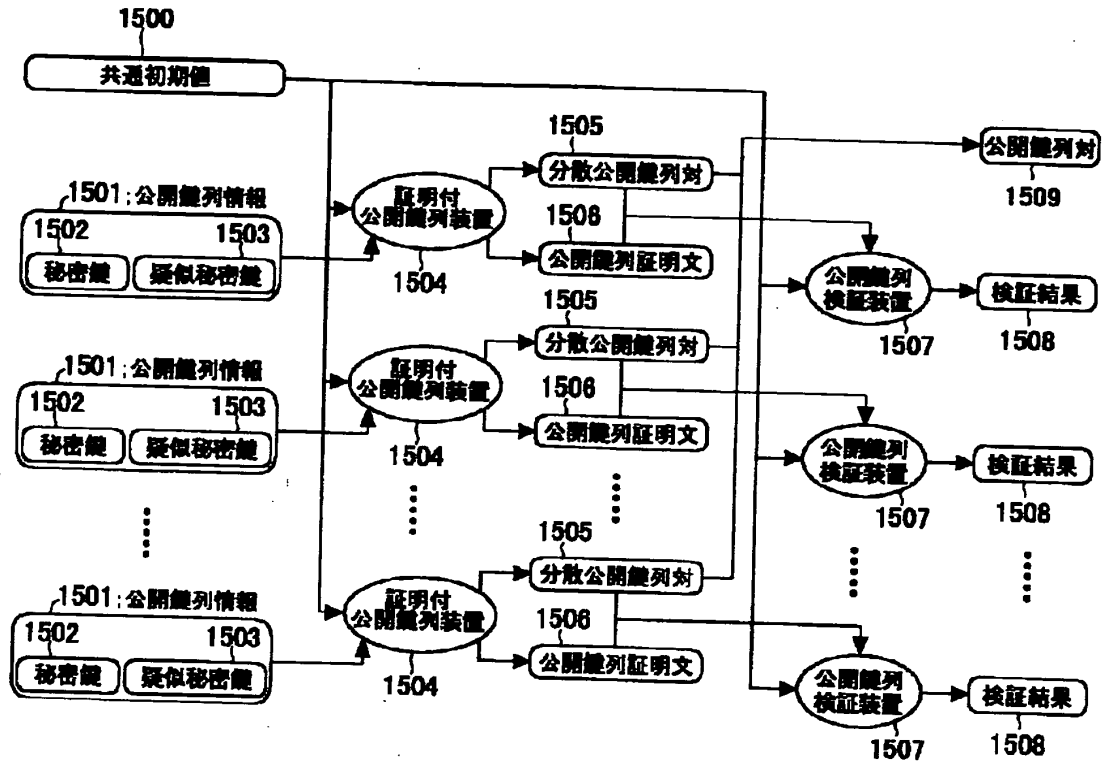 1500
共通初期値
1501;公開鍵列情報
1502
1503
秘密鍵
疑似秘密鍵
証明付
公開鍵列装置
1504
1505
分散公開鍵列対
1506
公開鍵列証明文
公開鍵列
検証装置
1507
検証結果
1508
公開鍵列対
1509
1501;公開鍵列情報
1502
1503
秘密鍵
疑似秘密鍵
証明付
公開鍵列装置
1504
1505
分散公開鍵列対
1506
公開鍵列証明文
公開鍵列
検証装置
1507
検証結果
1508
1501;公開鍵列情報
1502
1503
秘密鍵
疑似秘密鍵
証明付
公開鍵列装置
1504
1505
分散公開鍵列対
1506
公開鍵列証明文
公開鍵列
検証装置
1507
検証結果
1508